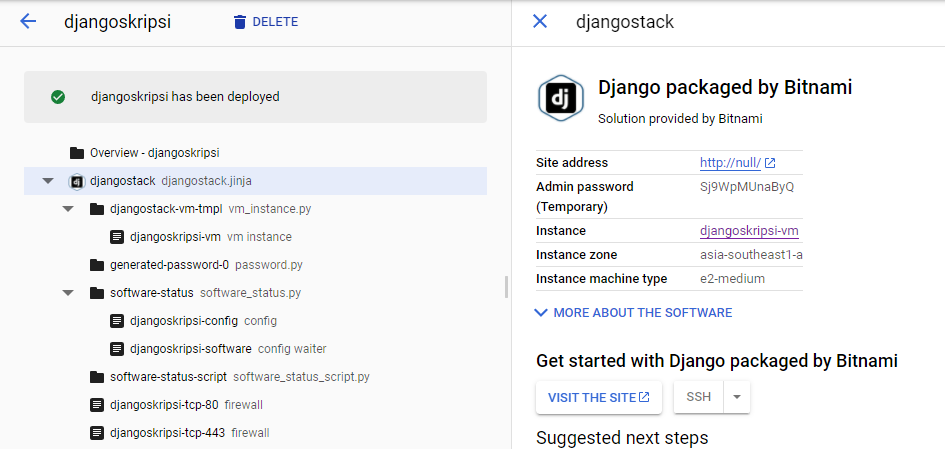 djangoskripsi DELETE
djangoskripsi has been deployed
Overview - djangoskripsi
djangostack djangostack.jinja
djangostack-vm-tmpl vm_instance.py
djangoskripsi-vm vm instance
generated-password-0 password.py
software-status software_status.py
djangoskripsi-config config
djangoskripsi-software config waiter
software-status-script software_status_script.py
djangoskripsi-tcp-80 firewall
djangoskripsi-tcp-443 firewall
djangostack
dj
Django packaged by Bitnami
Solution provided by Bitnami
Site address http://null/
Admin password Sj9WpMUnaByQ
(Temporary)
Instance djangoskripsi-vm
Instance zone asia-southeast1-a
Instance machine type e2-medium
MORE ABOUT THE SOFTWARE
Get started with Django packaged by Bitnami
VISIT THE SITE SSH
Suggested next steps